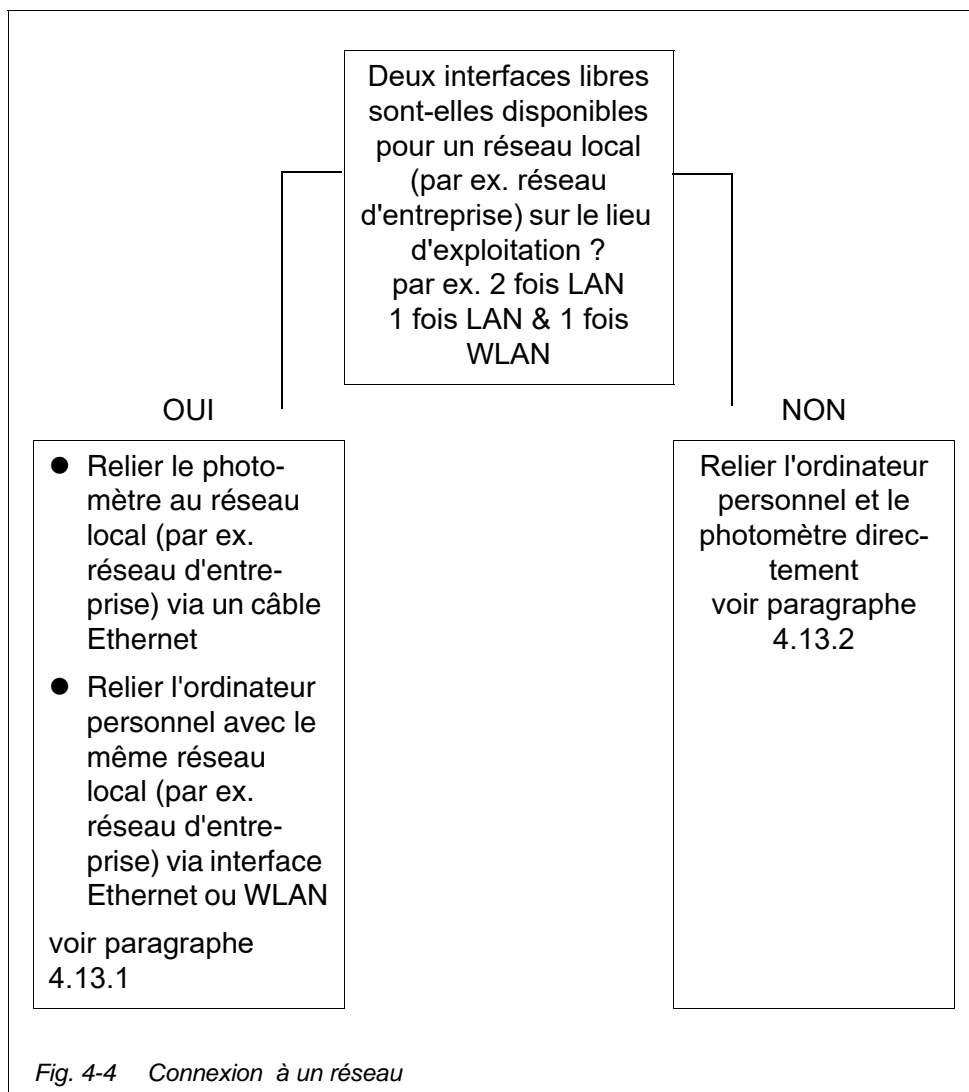 Deux interfaces libres
sont-elles disponibles
pour un réseau local
(par ex. réseau
d'entreprise) sur le lieu
d'exploitation ?
par ex. 2 fois LAN
1 fois LAN & 1 fois
WLAN
OUI
NON
● Relier le photo-
mètre au réseau
local (par ex.
réseau d'entre-
prise) via un câble
Ethernet
● Relier l'ordinateur
personnel avec le
même réseau
local (par ex.
réseau d'entre-
prise) via interface
Ethernet ou WLAN
voir paragraphe
4.13.1
Relier l'ordinateur
personnel et le
photomètre direc-
tement
voir paragraphe
4.13.2
Fig. 4-4 Connexion à un réseau